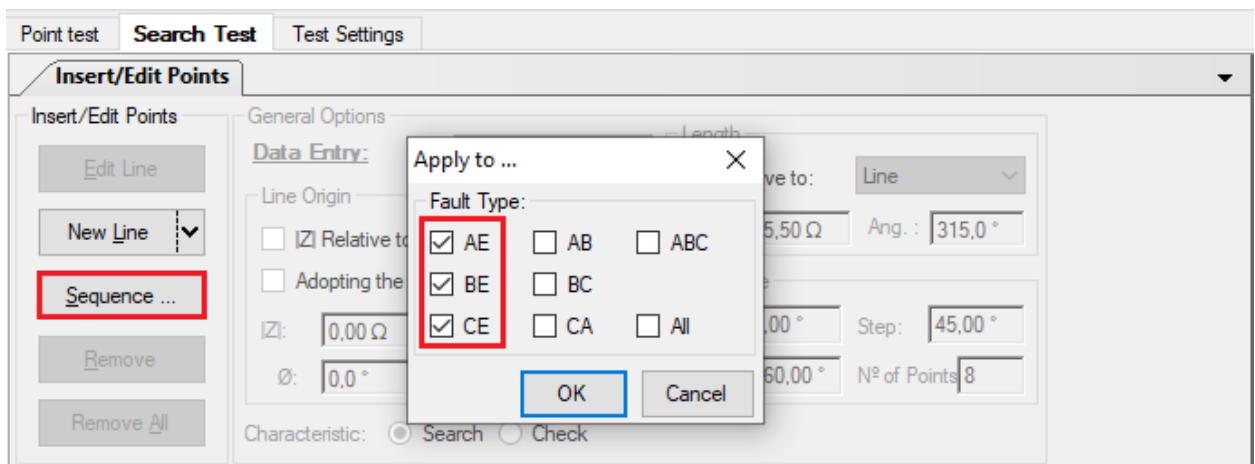 Point test Search Test Test Settings
Insert/Edit Points
Insert/Edit Points
Edit Line
New Line
Sequence ...
Remove
Remove All
General Options
Data Entry:
Line Origin
|Z| Relative to
Adopting the
|Z|: 0,00 Ω
Ø: 0,0 °
Characteristic: Search Check
Apply to ...
Fault Type:
AE AB ABC
BE BC
CE CA All
OK Cancel
Length
to: Line
5,50 Ω Ang. : 315,0 °
,00 ° Step: 45,00 °
60,00 ° Nº of Points 8